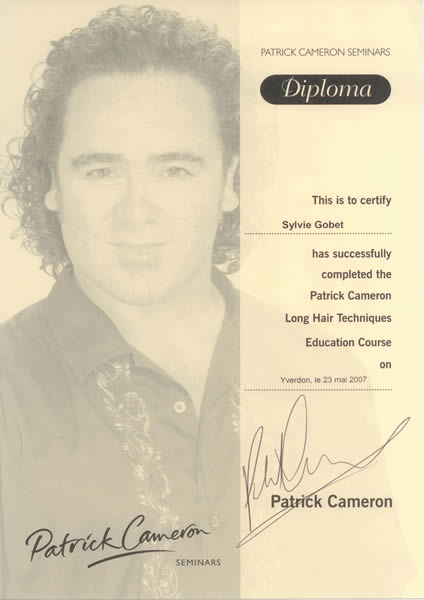 PATRICK CAMERON SEMINARS
Diploma
This is to certify
Sylvie Gobet
has successfully
completed the
Patrick Cameron
Long Hair Techniques
Education Course
on
Yverdon, le 23 mai 2007
Patrick Cameron
Patrick Cameron
SEMINARS